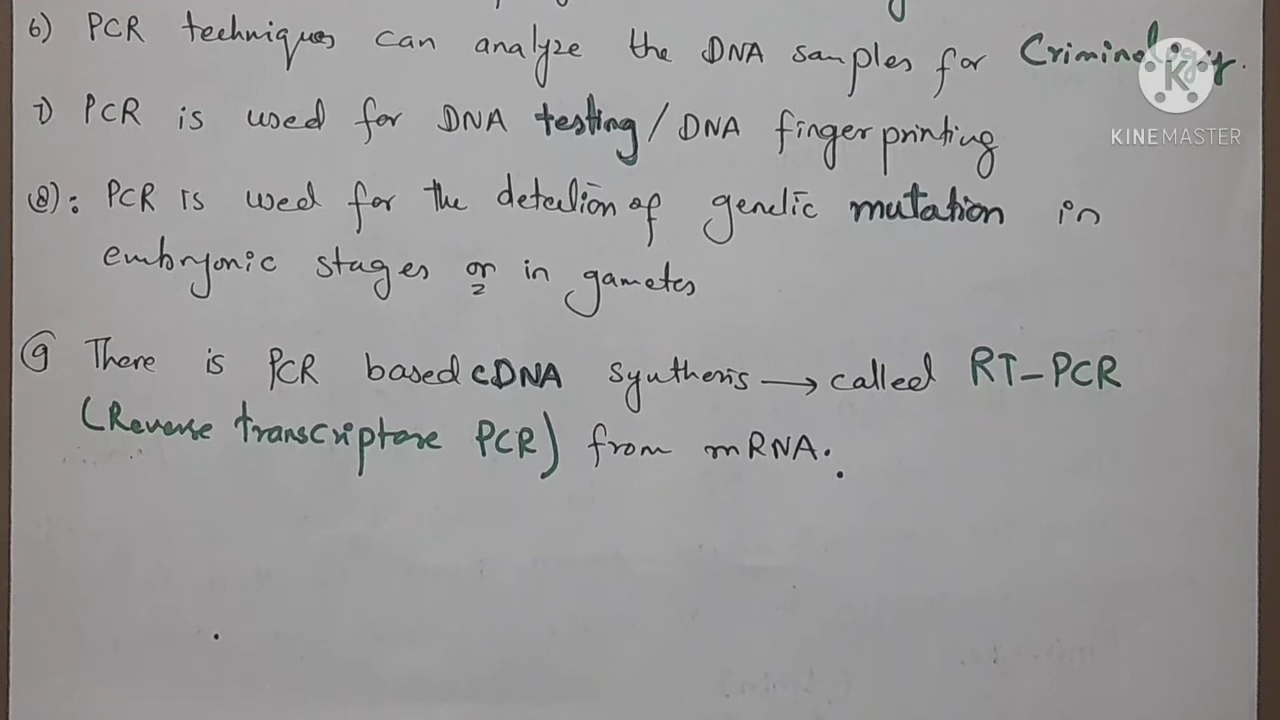 6) PCR techniques can analyze the DNA samples for Criminology.
7) PCR is used for DNA testing / DNA finger printing
(8): PCR is used for the detection of genetic mutation in
embryonic stages or in gametes
9 There is PCR based cDNA synthesis → called RT-PCR
(Reverse transcriptase PCR) from mRNA.
KINEMASTER